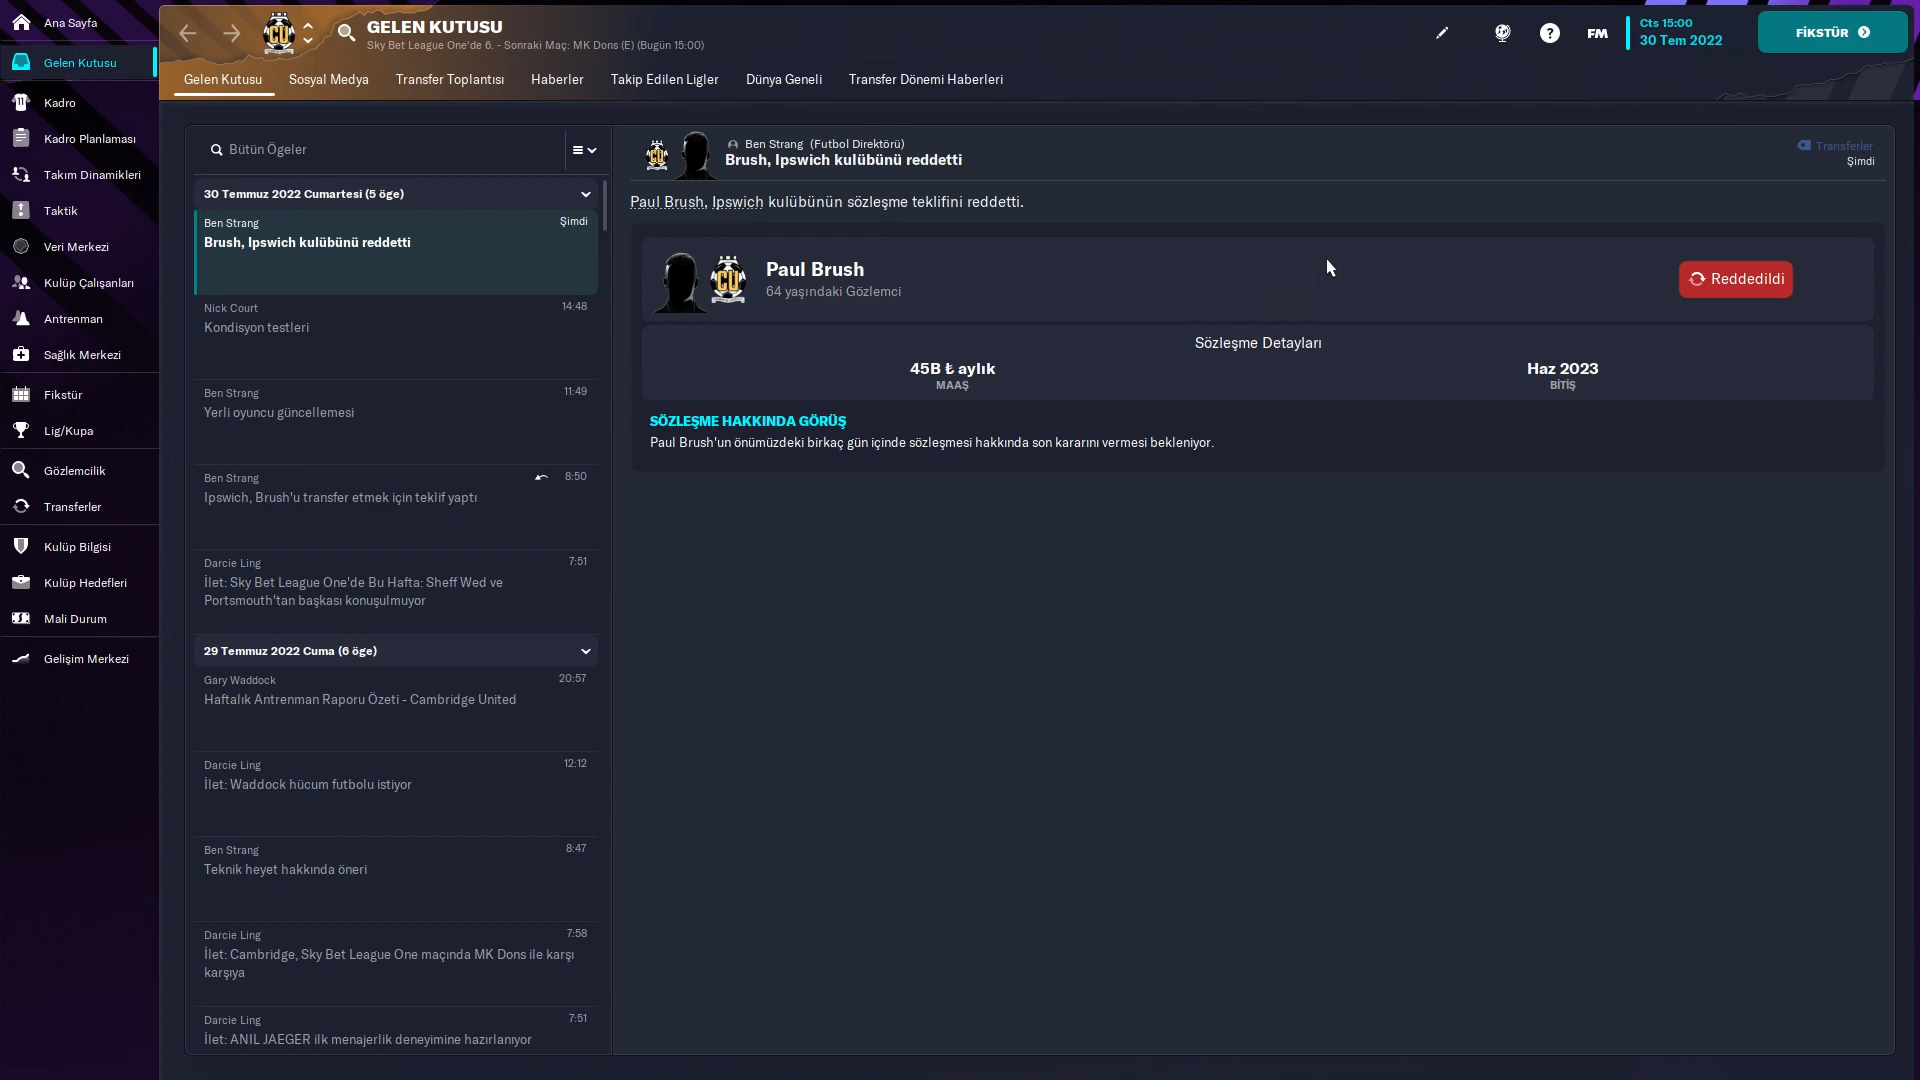 Ana Sayfa
Gelen Kutusu
Kadro
Kadro Planlaması
Takım Dinamikleri
Taktik
Veri Merkezi
Kulüp Çalışanları
Antrenman
Sağlık Merkezi
Fikstür
Lig/Kupa
Gözlemcilik
Transferler
Kulüp Bilgisi
Kulüp Hedefleri
Mali Durum
Gelişim Merkezi
GELEN KUTUSU
Sky Bet League One'de 6. - Sonraki Maç: MK Dons (E) (Bugün 15:00)
FM
Cts 15:00
30 Tem 2022
FİKSTÜR
Gelen Kutusu Sosyal Medya Transfer Toplantısı Haberler Takip Edilen Ligler Dünya Geneli Transfer Dönemi Haberleri
Bütün Ögeler
30 Temmuz 2022 Cumartesi (5 öge)
Ben Strang Şimdi
Brush, Ipswich kulübünü reddetti
Nick Court 14:48
Kondisyon testleri
Ben Strang 11:49
Yerli oyuncu güncellemesi
Ben Strang 8:50
Ipswich, Brush'u transfer etmek için teklif yaptı
Darcie Ling 7:51
İlet: Sky Bet League One'de Bu Hafta: Sheff Wed ve
Portsmouth'tan başkası konuşulmuyor
29 Temmuz 2022 Cuma (6 öge)
Gary Waddock 20:57
Haftalık Antrenman Raporu Özeti - Cambridge United
Darcie Ling 12:12
İlet: Waddock hücum futbolu istiyor
Ben Strang 8:47
Teknik heyet hakkında öneri
Darcie Ling 7:58
İlet: Cambridge, Sky Bet League One maçında MK Dons ile karşı
karşıya
Darcie Ling 7:51
İlet: ANIL JAEGER ilk menajerlik deneyimine hazırlanıyor
Ben Strang (Futbol Direktörü)
Brush, Ipswich kulübünü reddetti
Transferler
Şimdi
Paul Brush, Ipswich kulübünün sözleşme teklifini reddetti.
CU
Paul Brush
64 yaşındaki Gözlemci
Reddedildi
Sözleşme Detayları
45B ₺ aylık
MAAŞ
Haz 2023
BİTİŞ
SÖZLEŞME HAKKINDA GÖRÜŞ
Paul Brush'un önümüzdeki birkaç gün içinde sözleşmesi hakkında son kararını vermesi bekleniyor.